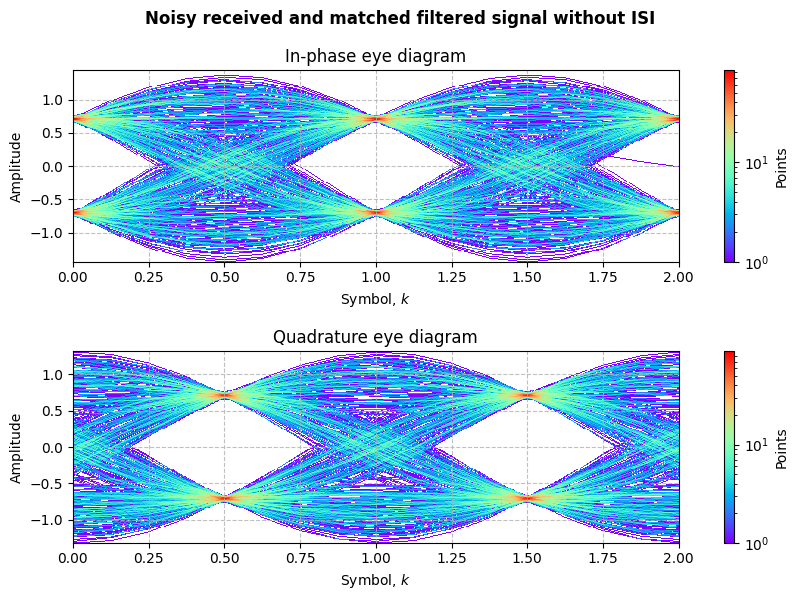 Noisy received and matched filtered signal without ISI
In-phase eye diagram
Amplitude
1.0
0.5
0.0
−0.5
−1.0
0.00 0.25 0.50 0.75 1.00 1.25 1.50 1.75 2.00
Symbol, k
10¹
10⁰
Points
Quadrature eye diagram
Amplitude
1.0
0.5
0.0
−0.5
−1.0
0.00 0.25 0.50 0.75 1.00 1.25 1.50 1.75 2.00
Symbol, k
10¹
10⁰
Points